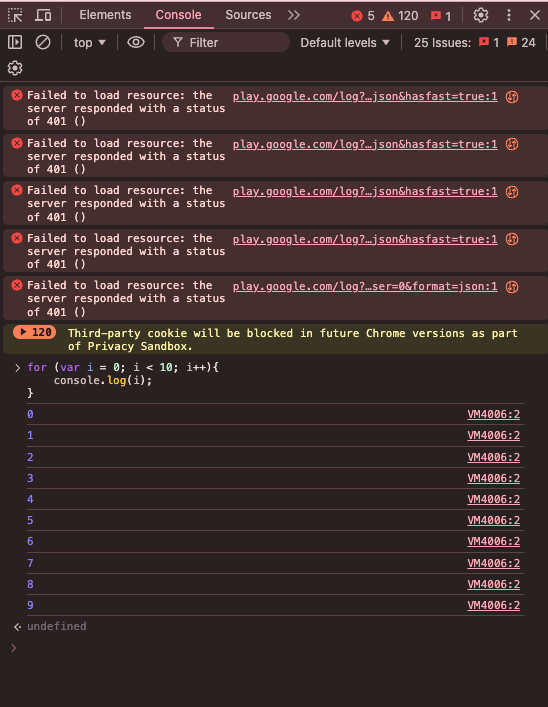 Elements Console Sources 5 120 1
top Filter Default levels 25 Issues: 1 24
Failed to load resource: the play.google.com/log?…json&hasfast=true:1
server responded with a status
of 401 ()
Failed to load resource: the play.google.com/log?…json&hasfast=true:1
server responded with a status
of 401 ()
Failed to load resource: the play.google.com/log?…json&hasfast=true:1
server responded with a status
of 401 ()
Failed to load resource: the play.google.com/log?…json&hasfast=true:1
server responded with a status
of 401 ()
Failed to load resource: the play.google.com/log?…ser=0&format=json:1
server responded with a status
of 401 ()
120 Third-party cookie will be blocked in future Chrome versions as part
of Privacy Sandbox.
for (var i = 0; i < 10; i++){
    console.log(i);
}
0 VM4006:2
1 VM4006:2
2 VM4006:2
3 VM4006:2
4 VM4006:2
5 VM4006:2
6 VM4006:2
7 VM4006:2
8 VM4006:2
9 VM4006:2
undefined